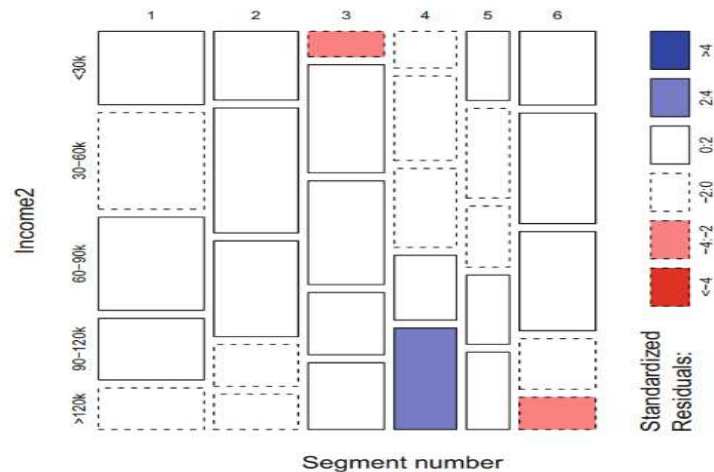 1 2 3 4 5 6
<30k
30−60k
60−90k
90−120k
>120k
Income2
Segment number
Standardized
Residuals:
<−4
−4:−2
−2:0
0:2
2:4
>4